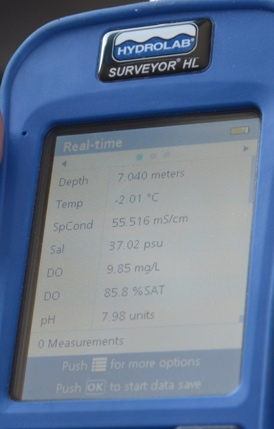 HYDROLAB®
SURVEYOR® HL
Real-time
Depth 7.040 meters
Temp -2.01 °C
SpCond 55.516 mS/cm
Sal 37.02 psu
DO 9.85 mg/L
DO 85.8 %SAT
pH 7.98 units
0 Measurements
Push for more options
Push OK to start data save